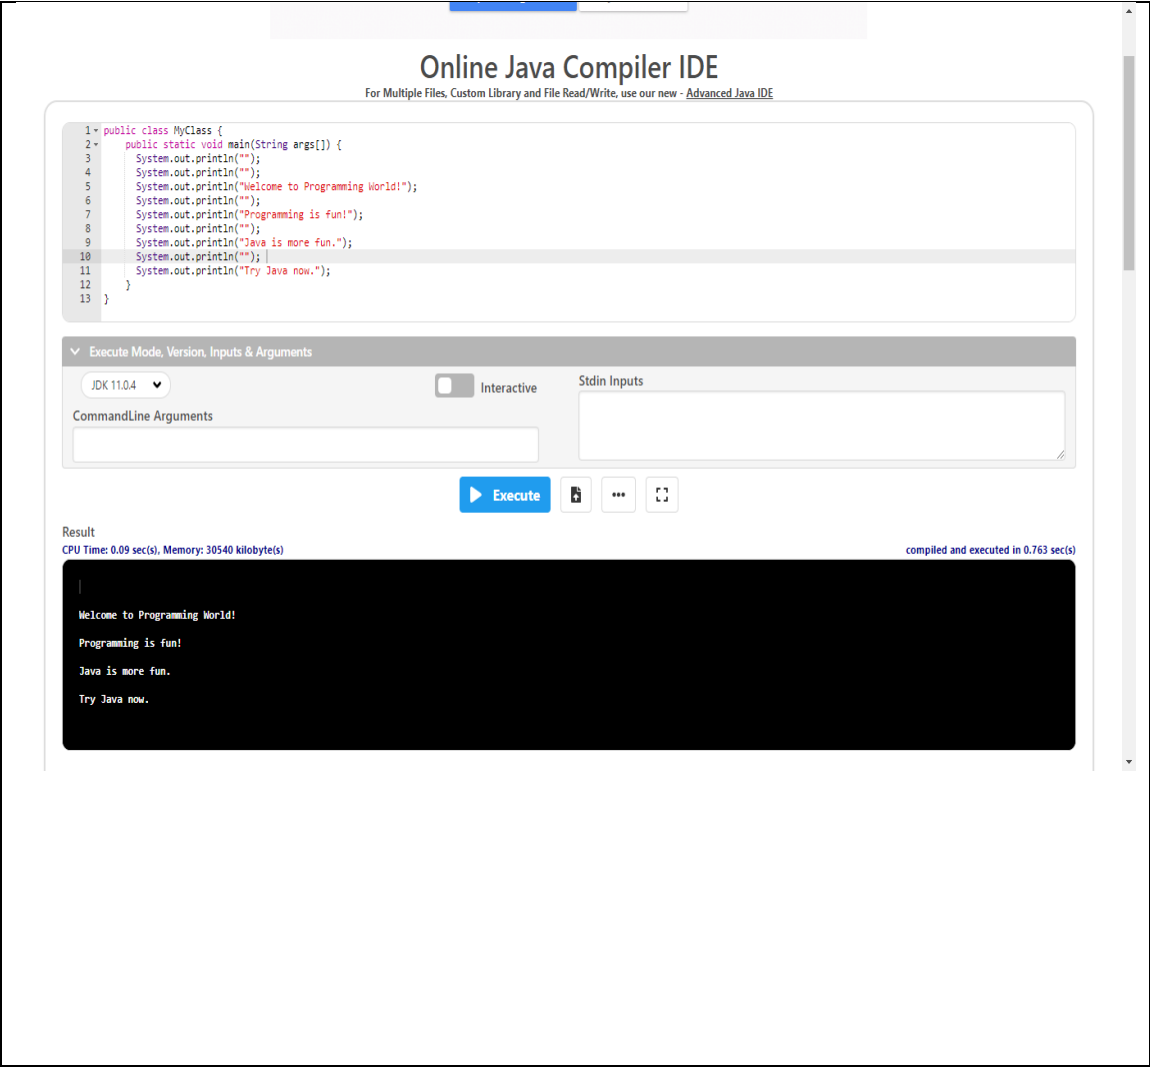 Online Java Compiler IDE
For Multiple Files, Custom Library and File Read/Write, use our new - Advanced Java IDE
1 public class MyClass {
2 public static void main(String args[]) {
3 System.out.println("");
4 System.out.println("");
5 System.out.println("Welcome to Programming World!");
6 System.out.println("");
7 System.out.println("Programming is fun!");
8 System.out.println("");
9 System.out.println("Java is more fun.");
10 System.out.println("");
11 System.out.println("Try Java now.");
12 }
13 }
Execute Mode, Version, Inputs & Arguments
JDK 11.0.4
Interactive
Stdin Inputs
CommandLine Arguments
Execute
Result
CPU Time: 0.09 sec(s), Memory: 30540 kilobyte(s)
compiled and executed in 0.763 sec(s)
Welcome to Programming World!
Programming is fun!
Java is more fun.
Try Java now.